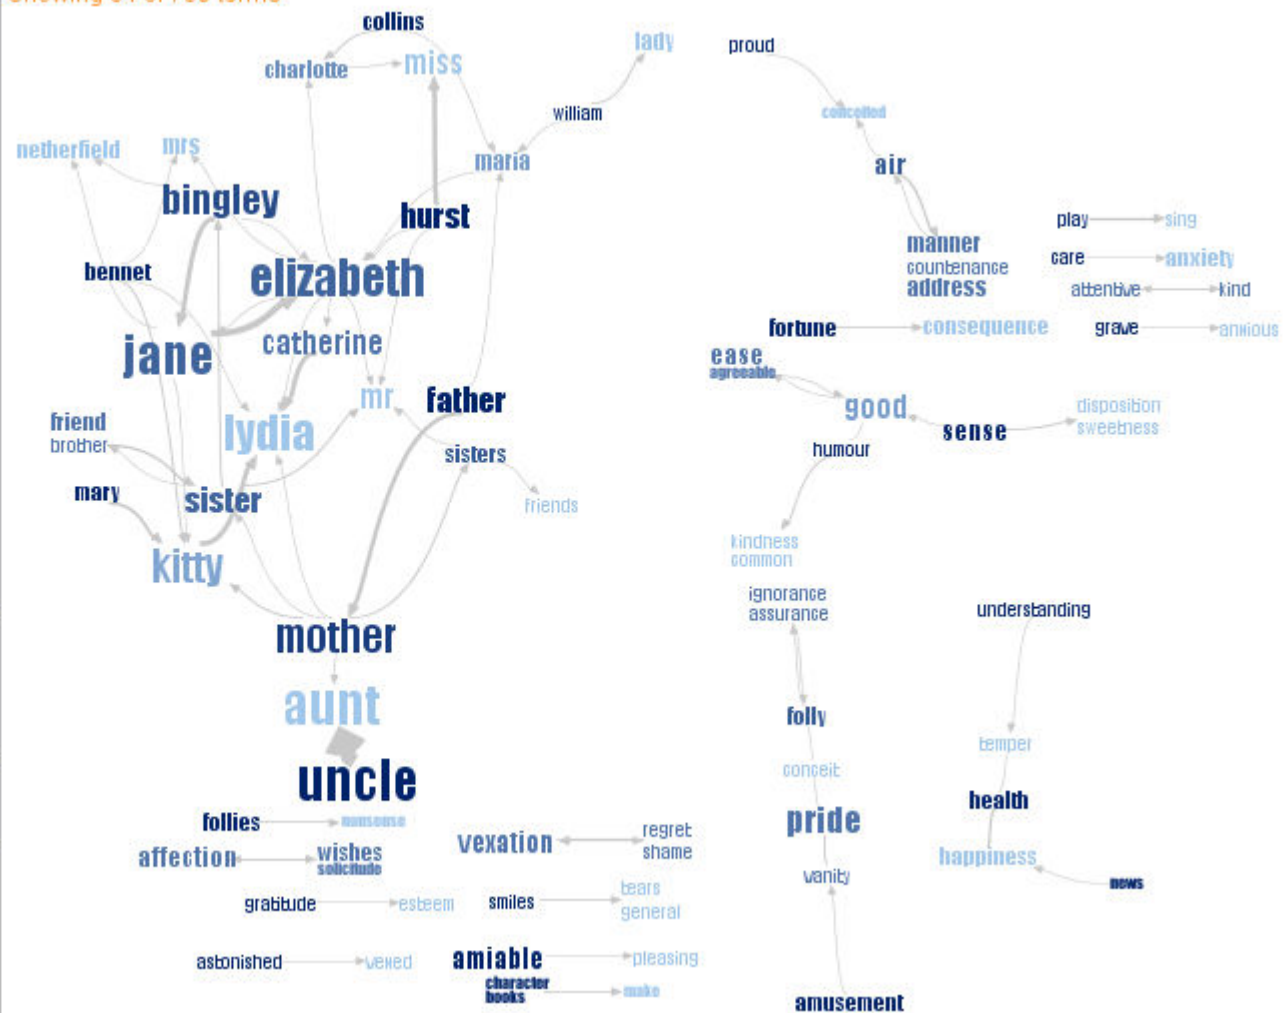 collins
lady
proud
charlotte
miss
william
conceited
netherfield
mrs
maria
air
bingley
hurst
play
sing
bennet
elizabeth
manner
countenance
address
care
anxiety
attentive
kind
jane
catherine
fortune
consequence
grave
anxious
ease
agreeable
mr
father
good
disposition
sweetness
friend
brother
lydia
sisters
sense
humour
mary
sister
friends
kitty
kindness
common
ignorance
assurance
understanding
mother
aunt
folly
temper
uncle
conceit
health
follies
nonsense
pride
vexation
regret
shame
affection
wishes
solicitude
happiness
vanity
news
gratitude
esteem
smiles
tears
general
astonished
vexed
amiable
pleasing
character
books
make
amusement